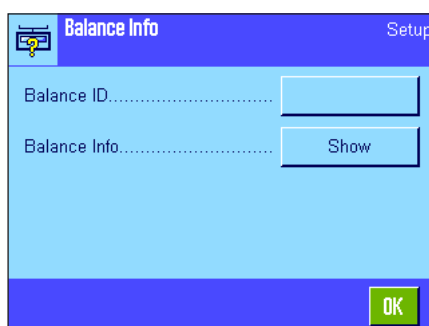 Balance Info
Setup
Balance ID..............................
Balance Info............................ Show
OK